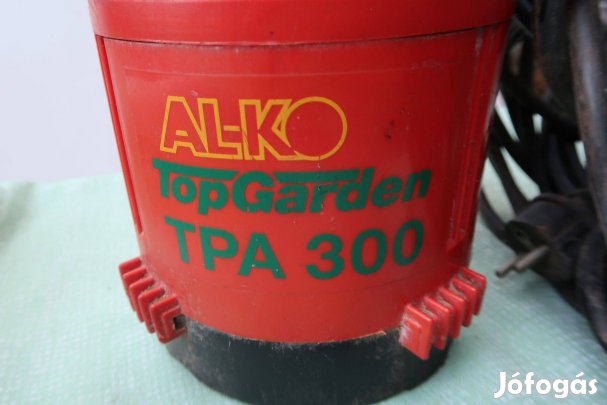 AL-KO
TopGarden
TPA 300
Jófogás